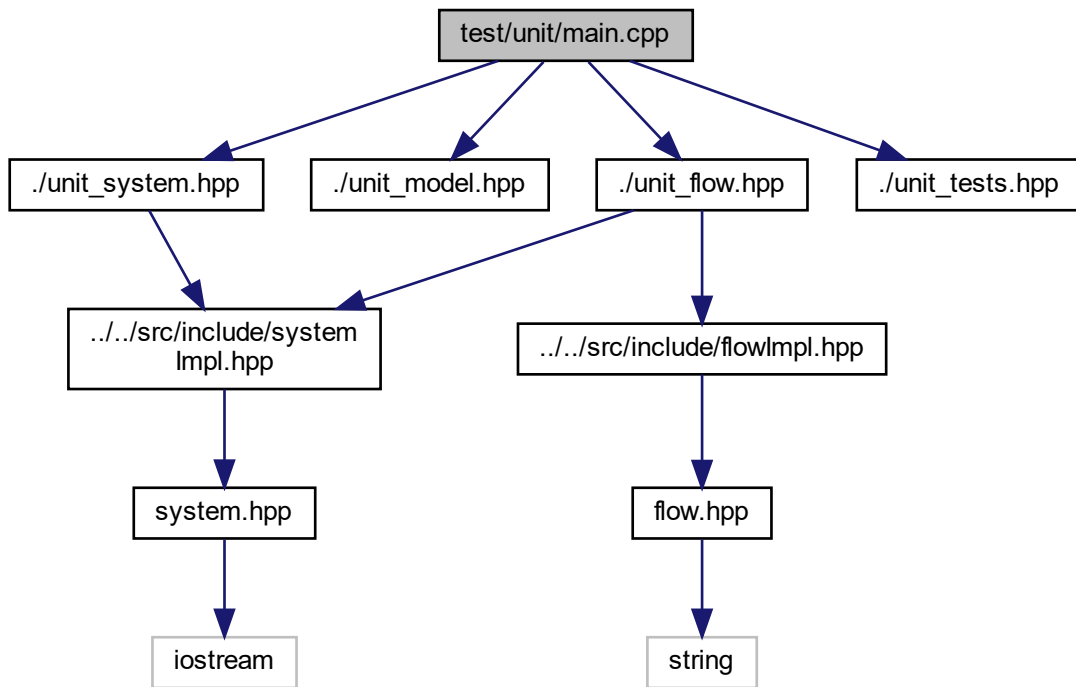 test/unit/main.cpp
./unit_system.hpp
./unit_model.hpp
./unit_flow.hpp
./unit_tests.hpp
../../src/include/system
Impl.hpp
../../src/include/flowImpl.hpp
system.hpp
flow.hpp
iostream
string